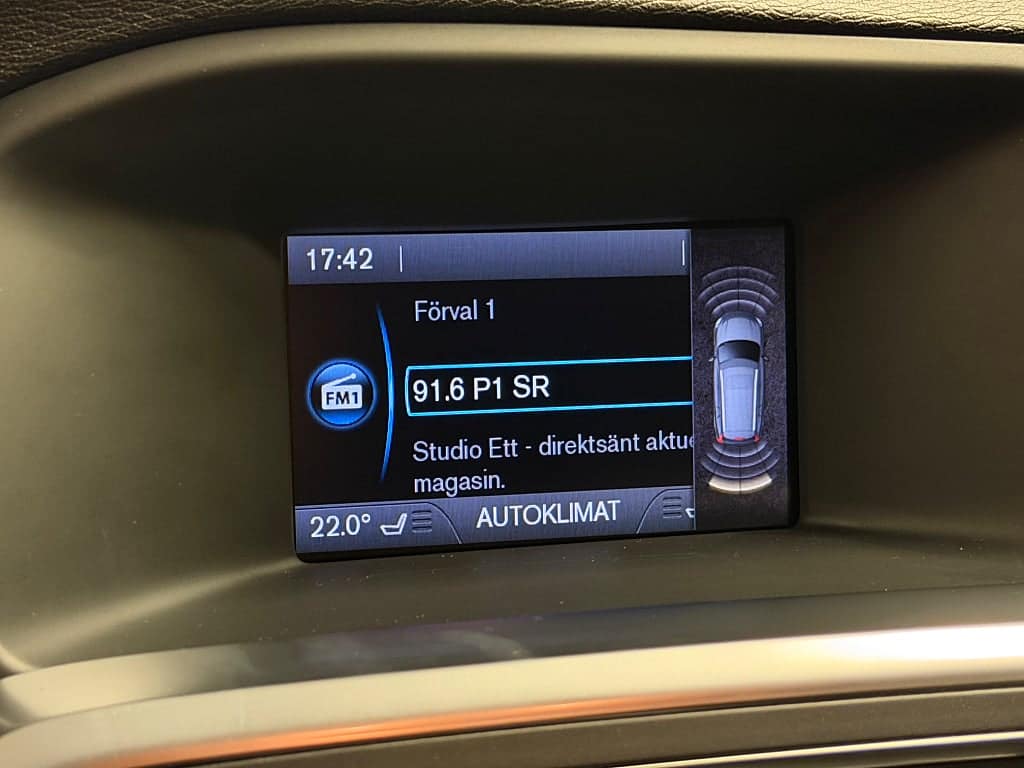 17:42
Förval 1
FM1
91.6 P1 SR
Studio Ett - direktsänt aktue
magasin.
22.0° AUTOKLIMAT